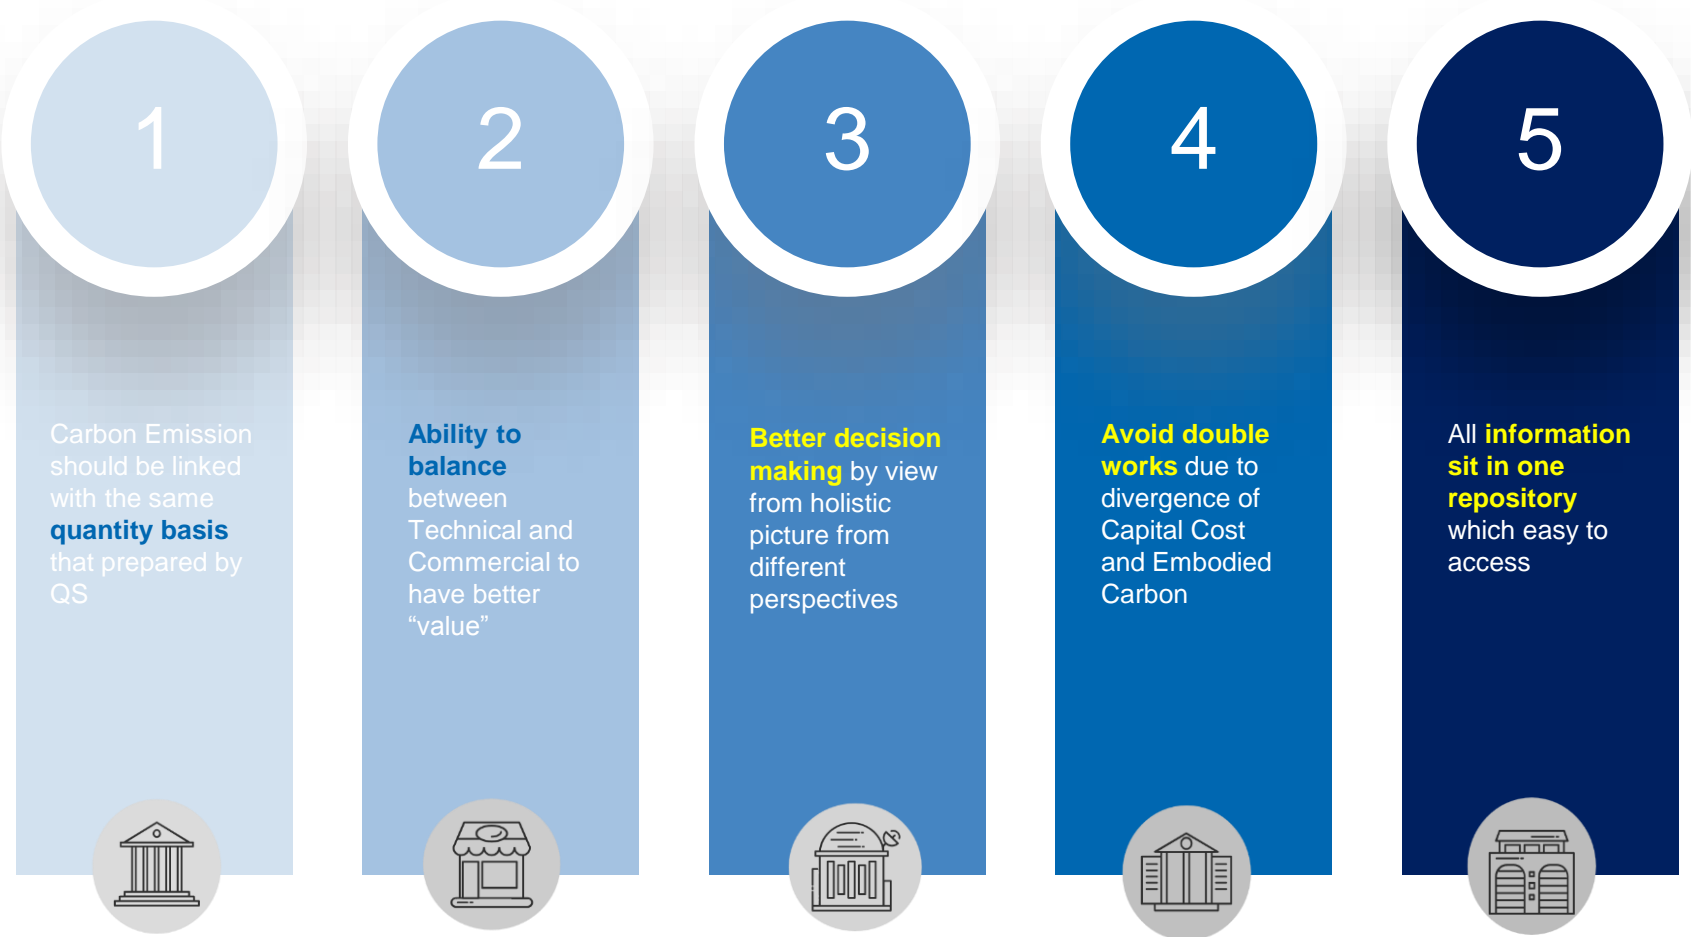 1
Carbon Emission
should be linked
with the same
quantity basis
that prepared by
QS
2
Ability to
balance
between
Technical and
Commercial to
have better
“value”
3
Better decision
making by view
from holistic
picture from
different
perspectives
4
Avoid double
works due to
divergence of
Capital Cost
and Embodied
Carbon
5
All information
sit in one
repository
which easy to
access